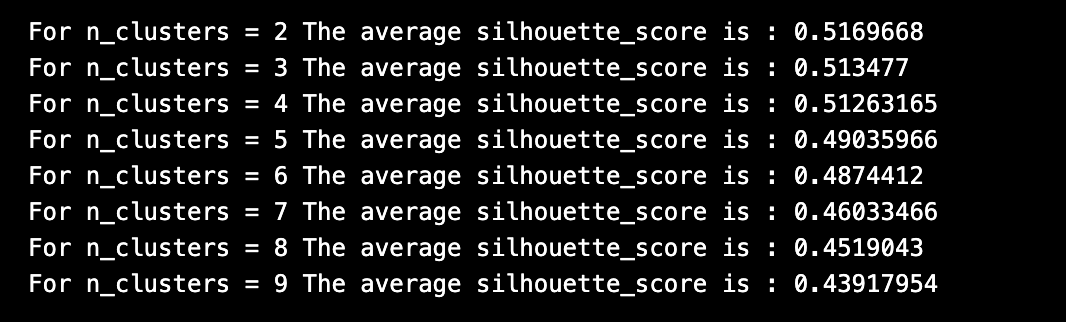 For n_clusters = 2 The average silhouette_score is : 0.5169668
For n_clusters = 3 The average silhouette_score is : 0.513477
For n_clusters = 4 The average silhouette_score is : 0.51263165
For n_clusters = 5 The average silhouette_score is : 0.49035966
For n_clusters = 6 The average silhouette_score is : 0.4874412
For n_clusters = 7 The average silhouette_score is : 0.46033466
For n_clusters = 8 The average silhouette_score is : 0.4519043
For n_clusters = 9 The average silhouette_score is : 0.43917954